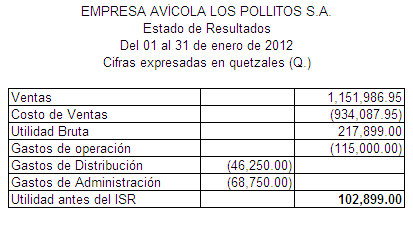 EMPRESA AVÍCOLA LOS POLLITOS S.A.
Estado de Resultados
Del 01 al 31 de enero de 2012
Cifras expresadas en quetzales (Q.)
Ventas 1,151,986.95
Costo de Ventas (934,087.95)
Utilidad Bruta 217,899.00
Gastos de operación (115,000.00)
Gastos de Distribución (46,250.00)
Gastos de Administración (68,750.00)
Utilidad antes del ISR 102,899.00